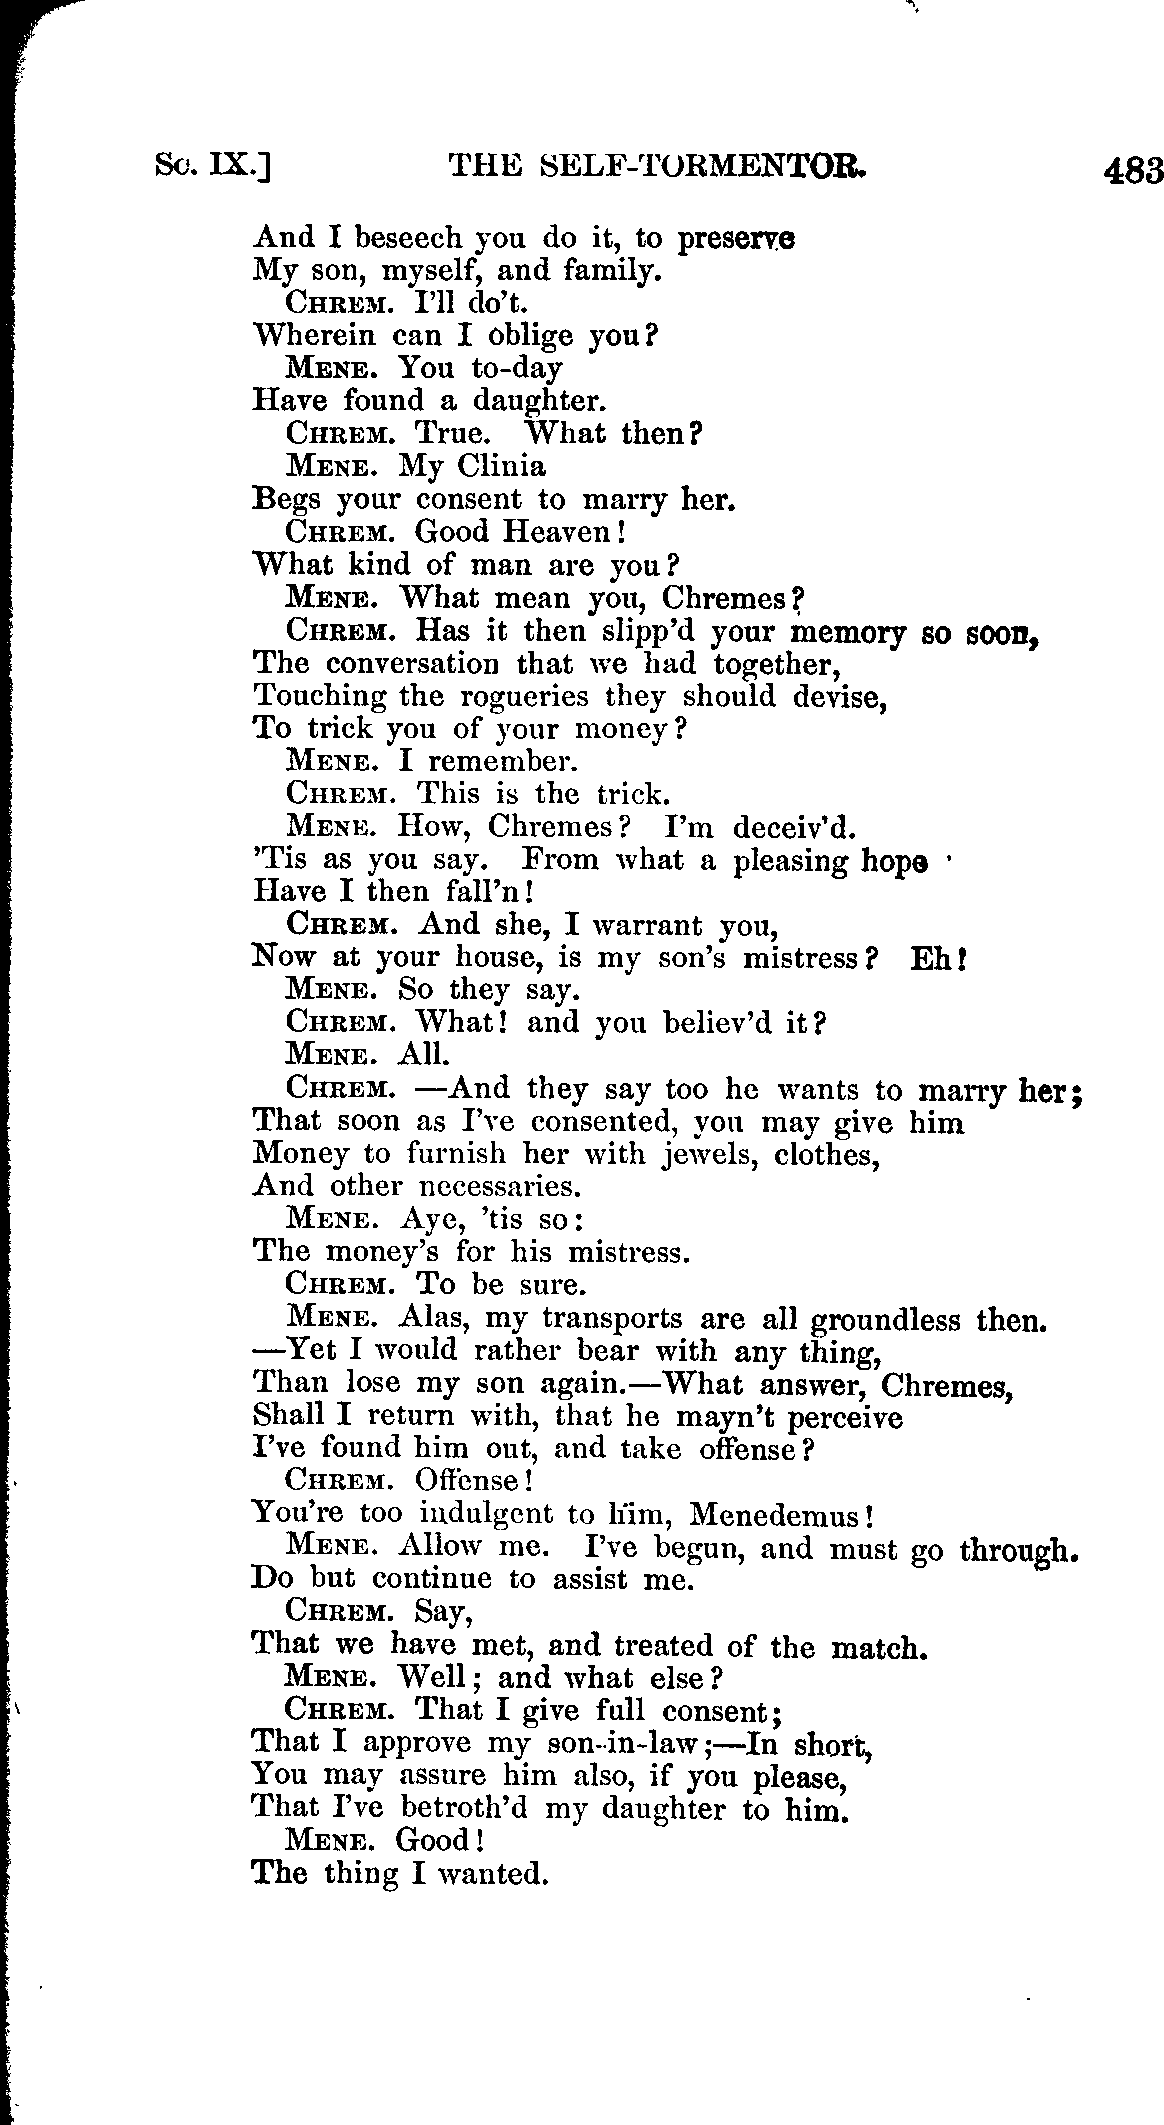 Sc. IX.] THE SELF-TORMENTOR. 483
And I beseech you do it, to preserve
My son, myself, and family.
CHREM. I'll do't.
Wherein can I oblige you?
MENE. You to-day
Have found a daughter.
CHREM. True. What then?
MENE. My Clinia
Begs your consent to marry her.
CHREM. Good Heaven!
What kind of man are you?
MENE. What mean you, Chremes?
CHREM. Has it then slipp'd your memory so soon,
The conversation that we had together,
Touching the rogueries they should devise,
To trick you of your money?
MENE. I remember.
CHREM. This is the trick.
MENE. How, Chremes? I'm deceiv'd.
'Tis as you say. From what a pleasing hope
Have I then fall'n!
CHREM. And she, I warrant you,
Now at your house, is my son's mistress? Eh!
MENE. So they say.
CHREM. What! and you believ'd it?
MENE. All.
CHREM. —And they say too he wants to marry her;
That soon as I've consented, you may give him
Money to furnish her with jewels, clothes,
And other necessaries.
MENE. Aye, 'tis so:
The money's for his mistress.
CHREM. To be sure.
MENE. Alas, my transports are all groundless then.
—Yet I would rather bear with any thing,
Than lose my son again.—What answer, Chremes,
Shall I return with, that he mayn't perceive
I've found him out, and take offense?
CHREM. Offense!
You're too indulgent to him, Menedemus!
MENE. Allow me. I've begun, and must go through.
Do but continue to assist me.
CHREM. Say,
That we have met, and treated of the match.
MENE. Well; and what else?
CHREM. That I give full consent;
That I approve my son-in-law;—In short,
You may assure him also, if you please,
That I've betroth'd my daughter to him.
MENE. Good!
The thing I wanted.